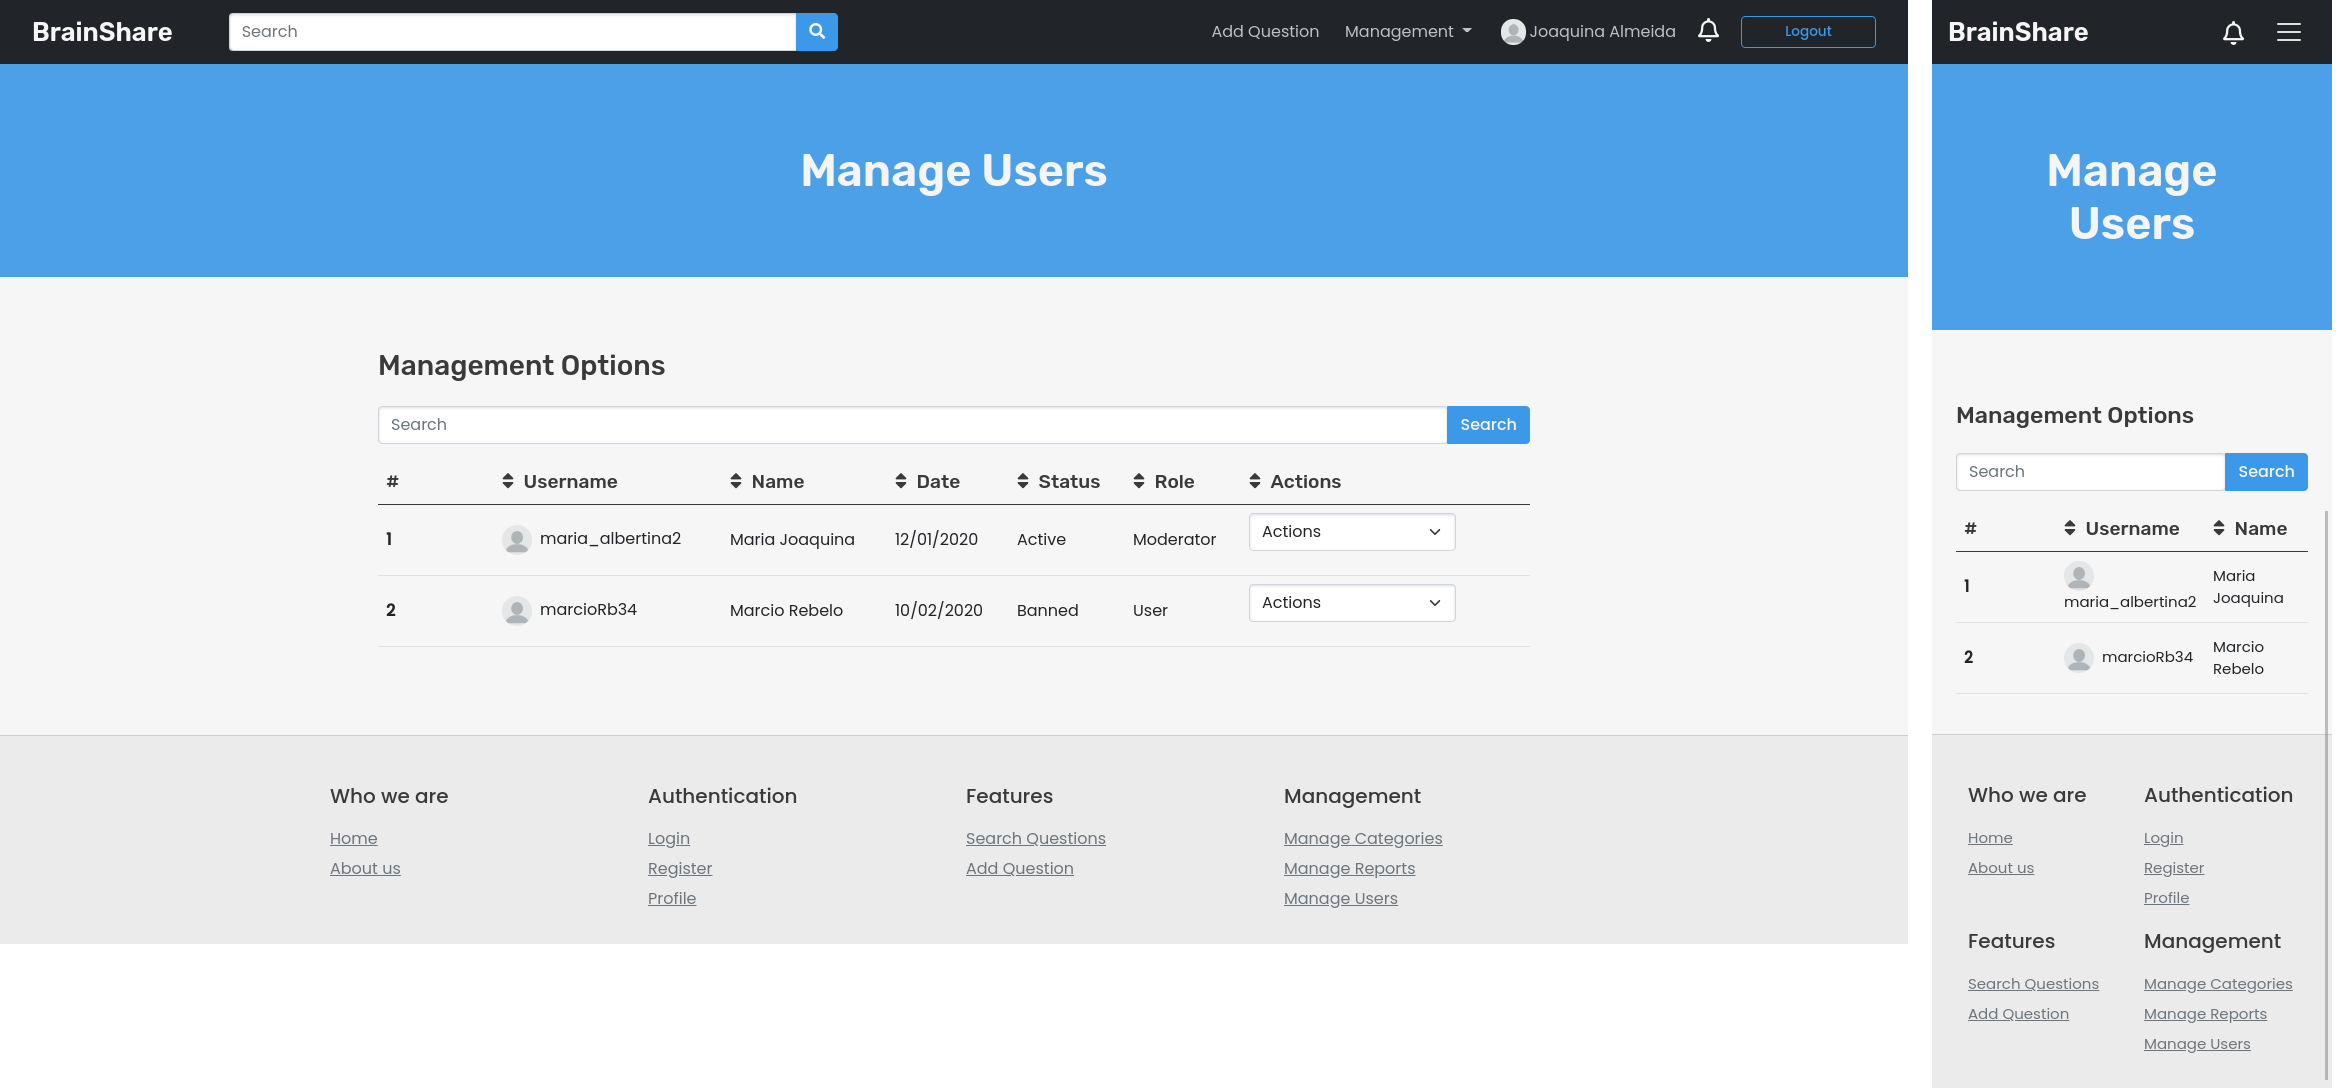 BrainShare
Search
Add Question
Management
Joaquina Almeida
Logout
Manage Users
Management Options
Search
Search
# Username Name Date Status Role Actions
1 maria_albertina2 Maria Joaquina 12/01/2020 Active Moderator Actions
2 marcioRb34 Marcio Rebelo 10/02/2020 Banned User Actions
Who we are
Home
About us
Authentication
Login
Register
Profile
Features
Search Questions
Add Question
Management
Manage Categories
Manage Reports
Manage Users
BrainShare
Manage
Users
Management Options
Search
Search
# Username Name
1 maria_albertina2 Maria
Joaquina
2 marcioRb34 Marcio
Rebelo
Who we are
Home
About us
Authentication
Login
Register
Profile
Features
Search Questions
Add Question
Management
Manage Categories
Manage Reports
Manage Users